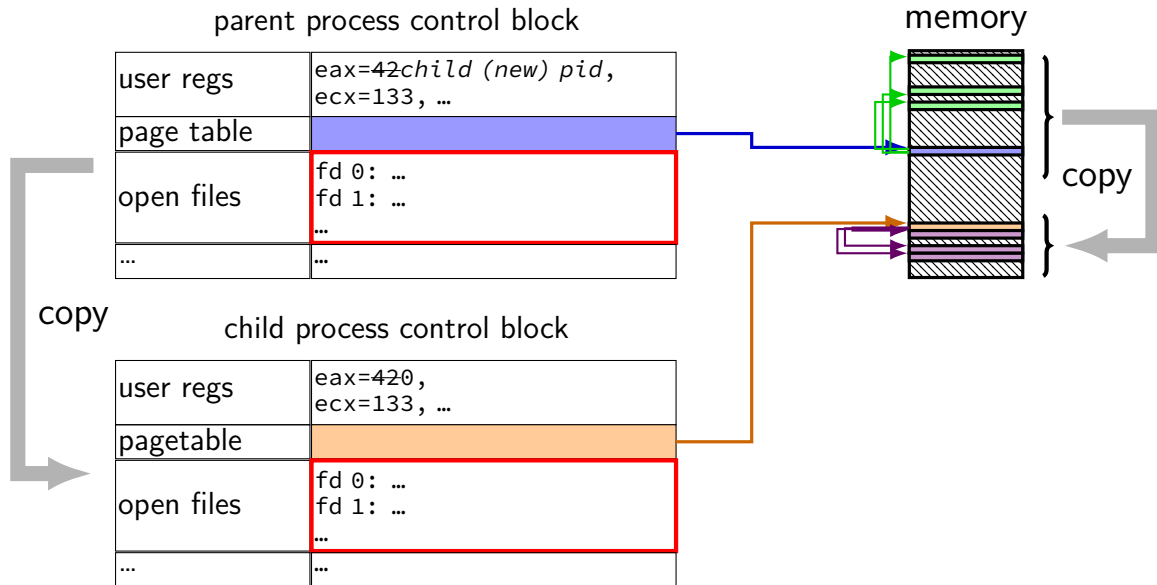 parent process control block
memory
user regs
eax=42child (new) pid,
ecx=133, …
page table
open files
fd 0: …
fd 1: …
…
…
…
copy
copy
child process control block
user regs
eax=420,
ecx=133, …
pagetable
open files
fd 0: …
fd 1: …
…
…
…